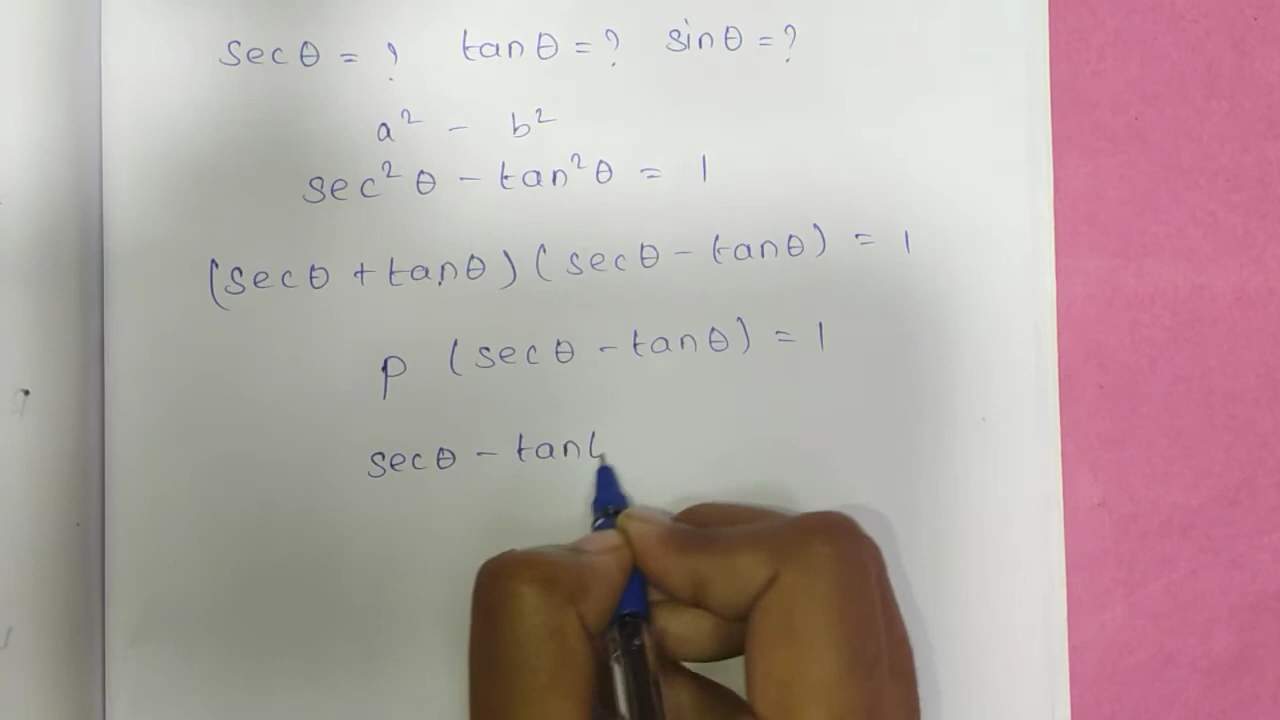 secθ = ? tanθ = ? sinθ = ?
a² - b²
sec²θ - tan²θ = 1
(secθ + tanθ) (secθ - tanθ) = 1
p (secθ - tanθ) = 1
secθ - tan